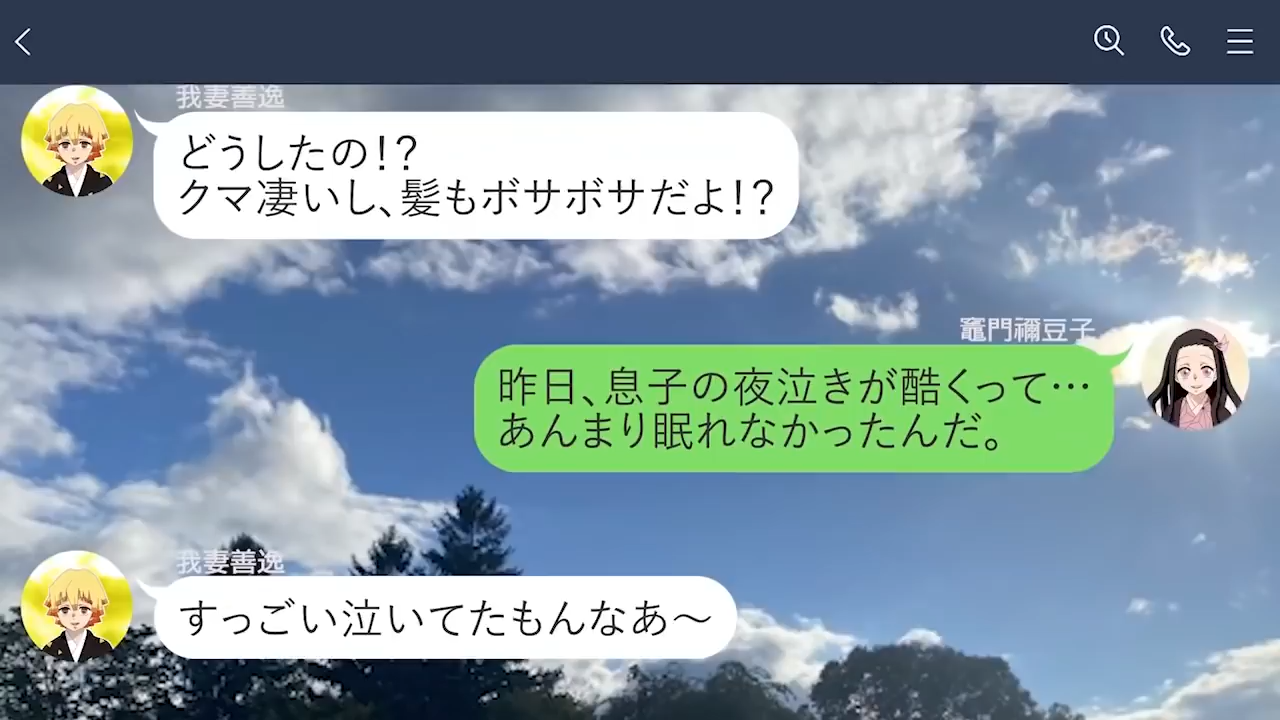 我妻善逸
どうしたの!?
クマ凄いし、髪もボサボサだよ!?
竈門禰豆子
昨日、息子の夜泣きが酷くって…
あんまり眠れなかったんだ。
我妻善逸
すっごい泣いてたもんなあ〜